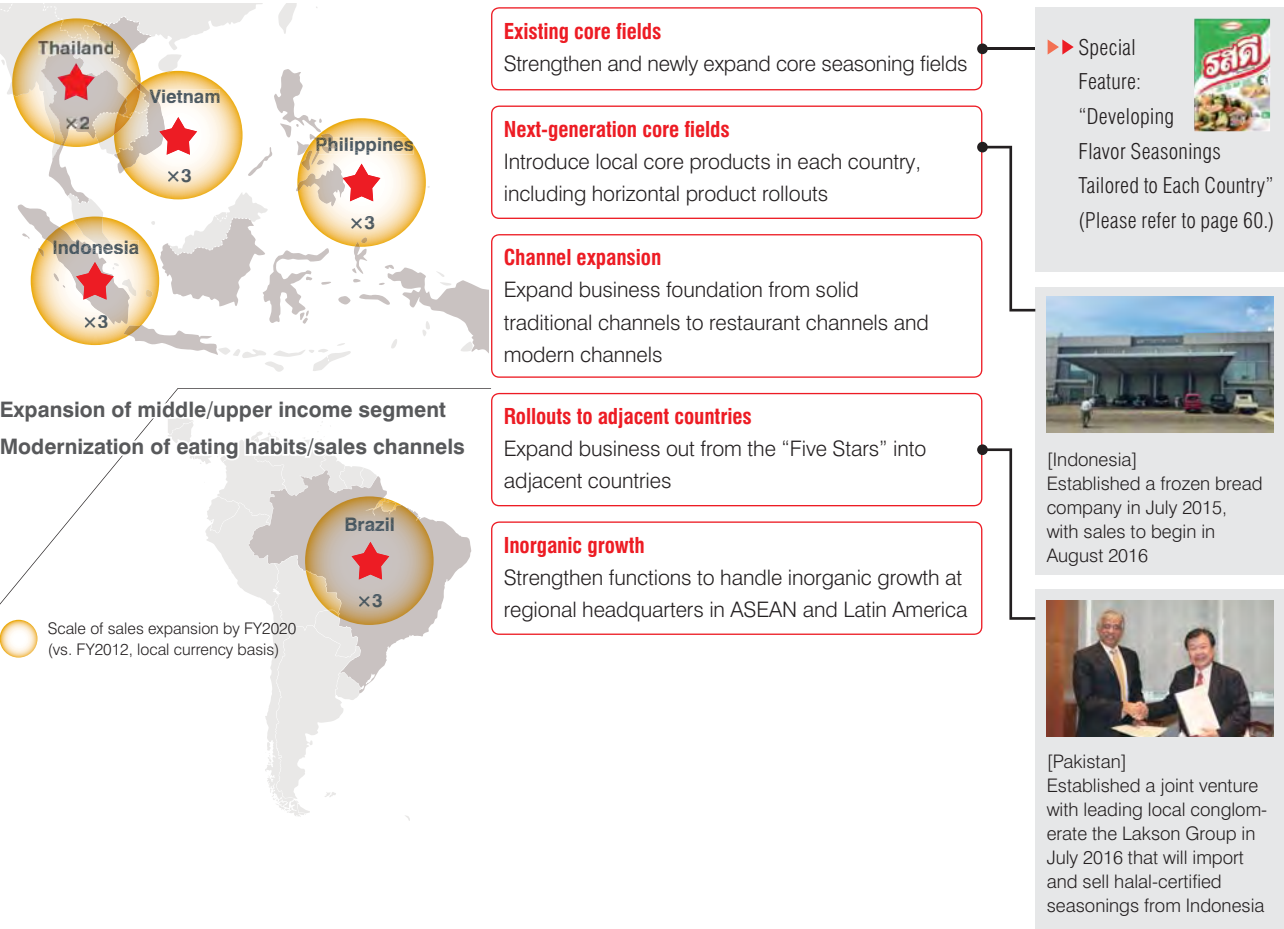 Thailand
×2
Vietnam
×3
Philippines
×3
Indonesia
×3
Expansion of middle/upper income segment
Modernization of eating habits/sales channels
Brazil
×3
Scale of sales expansion by FY2020
(vs. FY2012, local currency basis)
Existing core fields
Strengthen and newly expand core seasoning fields
Next-generation core fields
Introduce local core products in each country,
including horizontal product rollouts
Channel expansion
Expand business foundation from solid
traditional channels to restaurant channels and
modern channels
Rollouts to adjacent countries
Expand business out from the “Five Stars” into
adjacent countries
Inorganic growth
Strengthen functions to handle inorganic growth at
regional headquarters in ASEAN and Latin America
Special
Feature:
“Developing
Flavor Seasonings
Tailored to Each Country”
(Please refer to page 60.)
รสดี
[Indonesia]
Established a frozen bread
company in July 2015,
with sales to begin in
August 2016
[Pakistan]
Established a joint venture
with leading local conglom-
erate the Lakson Group in
July 2016 that will import
and sell halal-certified
seasonings from Indonesia